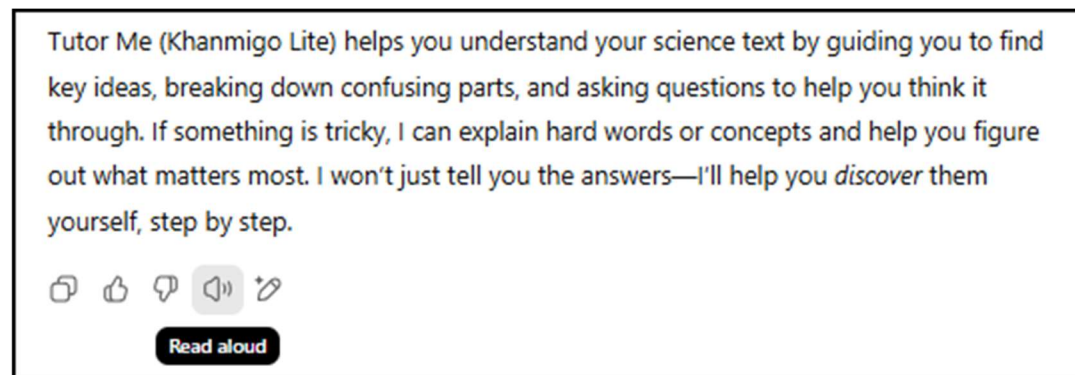 Tutor Me (Khanmigo Lite) helps you understand your science text by guiding you to find
key ideas, breaking down confusing parts, and asking questions to help you think it
through. If something is tricky, I can explain hard words or concepts and help you figure
out what matters most. I won't just tell you the answers—I'll help you discover them
yourself, step by step.
Read aloud